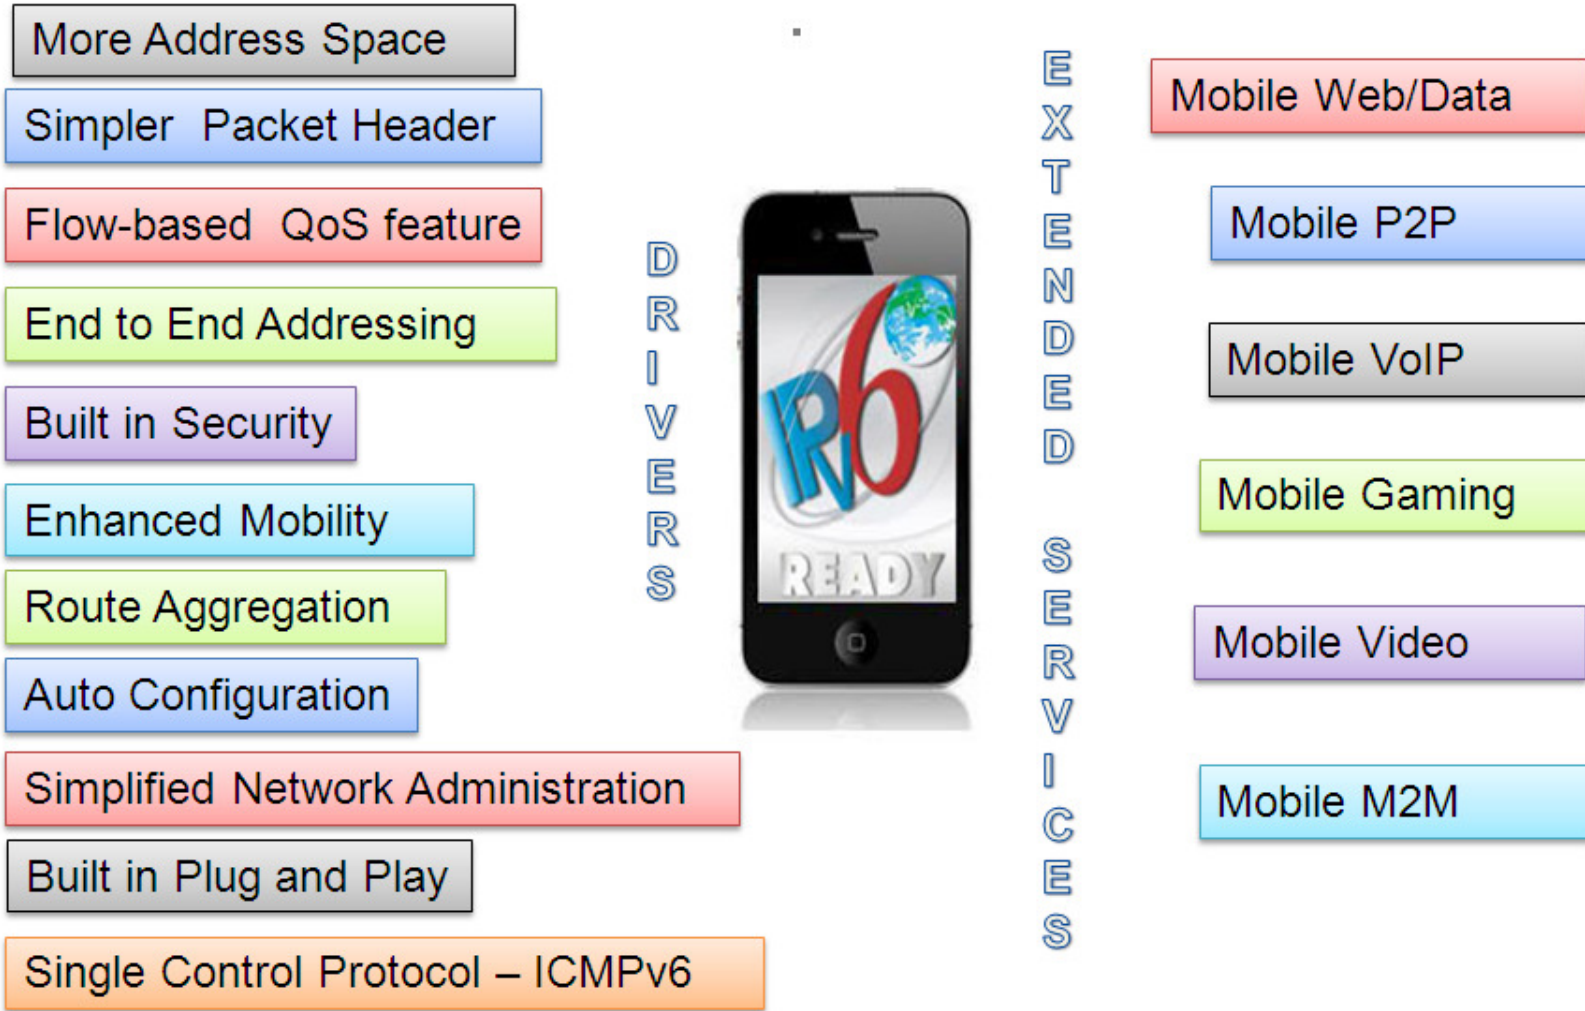 More Address Space
Simpler Packet Header
Flow-based QoS feature
End to End Addressing
Built in Security
Enhanced Mobility
Route Aggregation
Auto Configuration
Simplified Network Administration
Built in Plug and Play
Single Control Protocol – ICMPv6
DRIVERS
IPv6
READY
EXTENDED SERVICES
Mobile Web/Data
Mobile P2P
Mobile VoIP
Mobile Gaming
Mobile Video
Mobile M2M